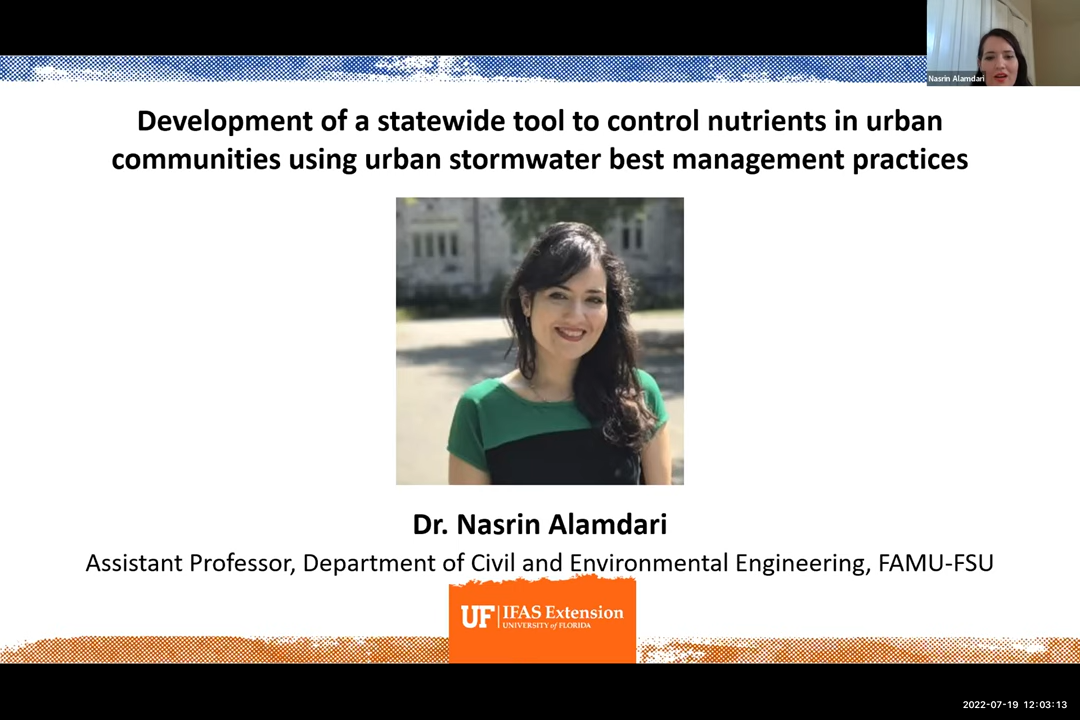 Nasrin Alamdari
Development of a statewide tool to control nutrients in urban
communities using urban stormwater best management practices
Dr. Nasrin Alamdari
Assistant Professor, Department of Civil and Environmental Engineering, FAMU-FSU
UF IFAS Extension
UNIVERSITY of FLORIDA
2022-07-19 12:03:13